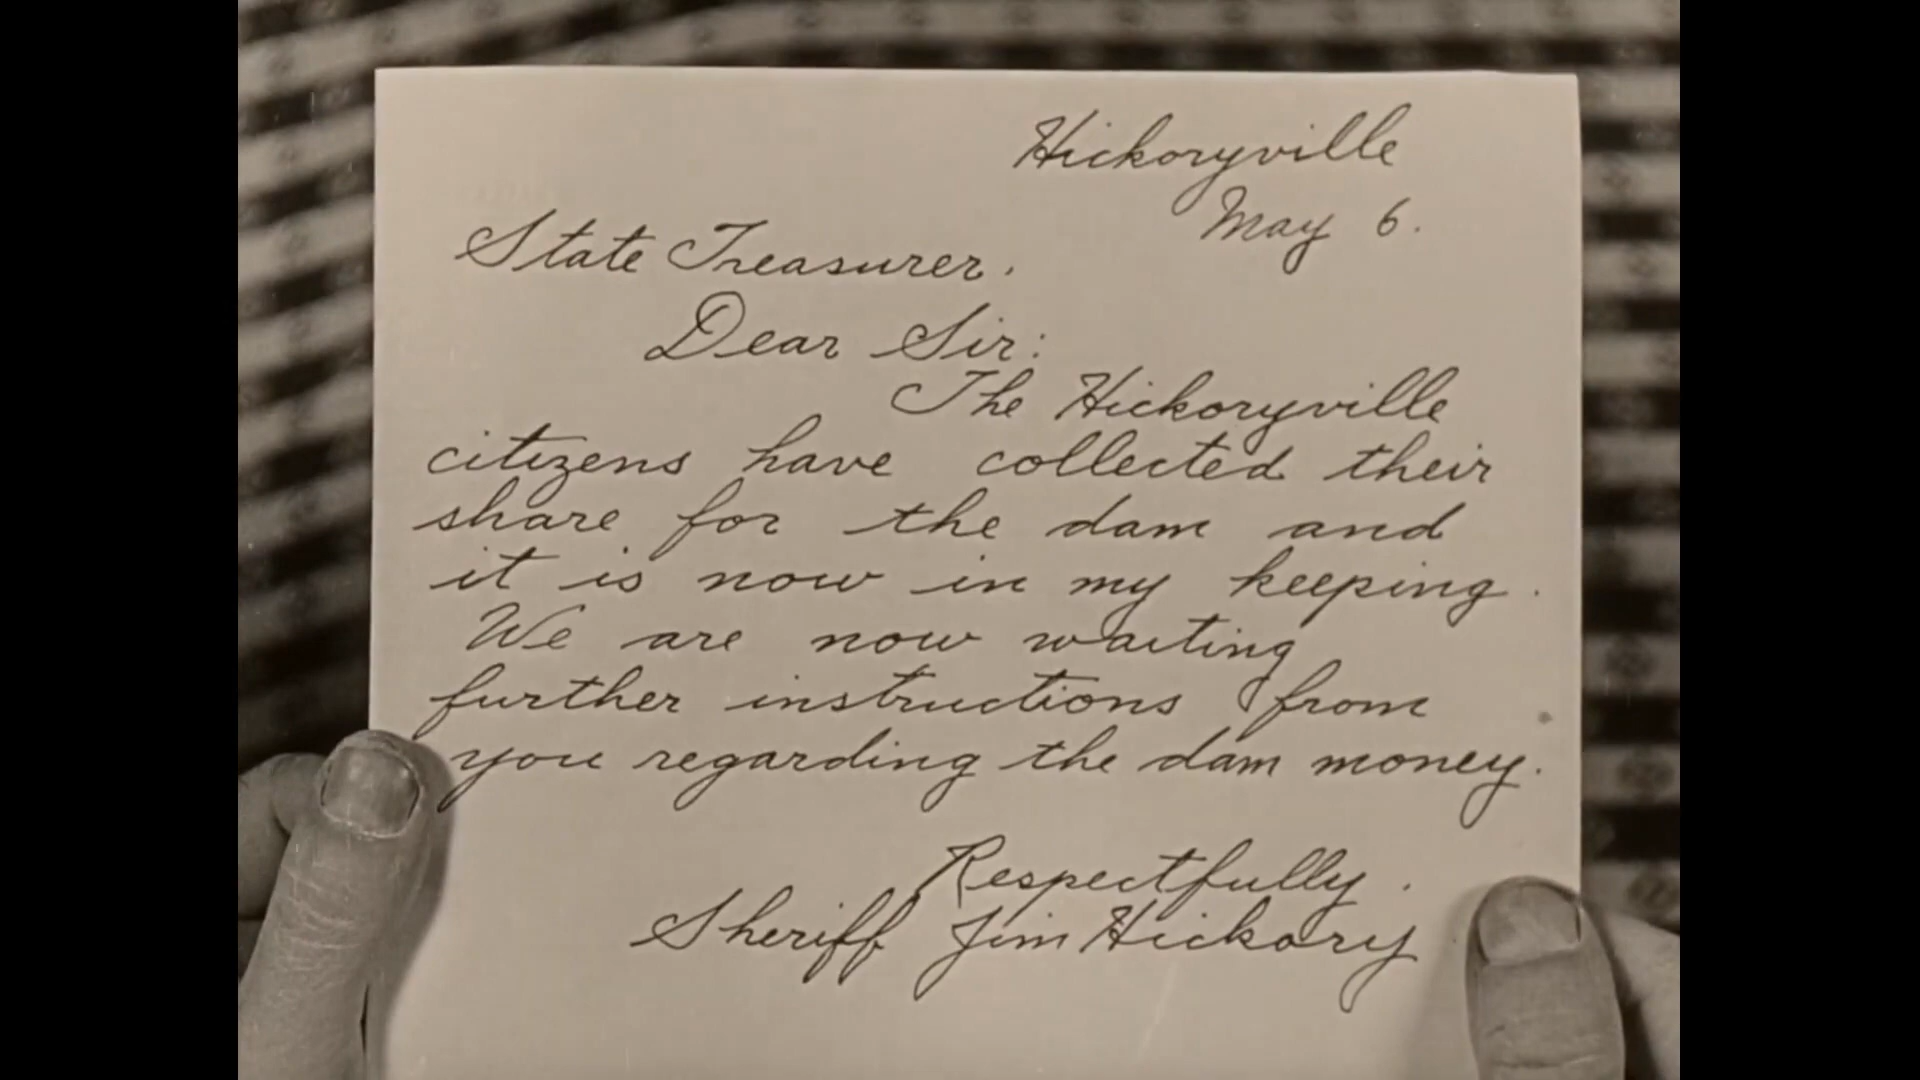 Hickoryville
May 6.
State Treasurer.
Dear Sir:
The Hickoryville
citizens have collected their
share for the dam and
it is now in my keeping.
We are now waiting
further instructions from
you regarding the dam money.
Respectfully.
Sheriff Jim Hickory